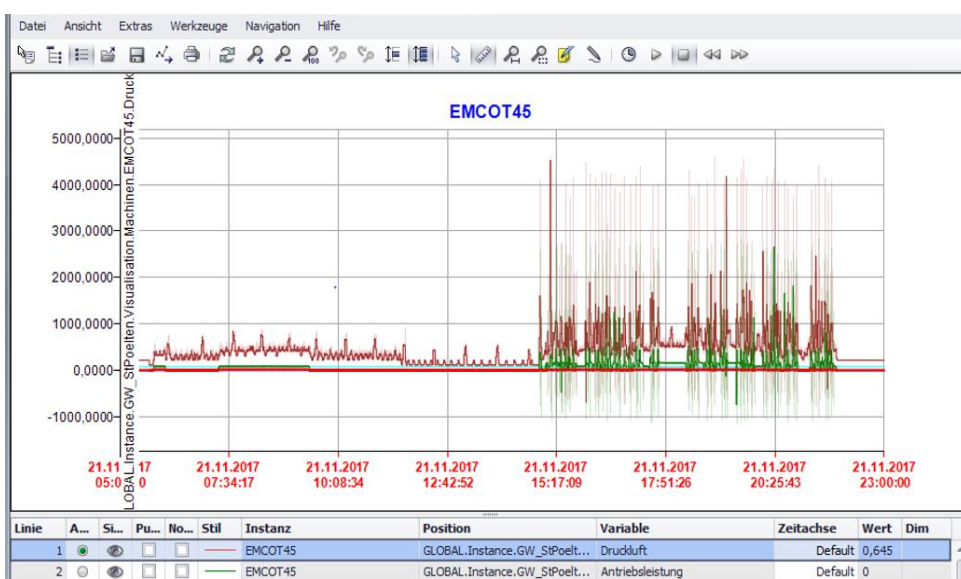 Datei Ansicht Extras Werkzeuge Navigation Hilfe
EMCOT45
LOBAL.Instance.GW_StPoelten.Visualisation.Machinen.EMCOT45.Druck
5000,0000
4000,0000
3000,0000
2000,0000
1000,0000
0,0000
-1000,0000
21.11 17 21.11.2017 21.11.2017 21.11.2017 21.11.2017 21.11.2017 21.11.2017 21.11.2017
05:0 0 07:34:17 10:08:34 12:42:52 15:17:09 17:51:26 20:25:43 23:00:00
Linie A... Si... Pu... No... Stil Instanz Position Variable Zeitachse Wert Dim
1 EMCOT45 GLOBAL.Instance.GW_StPoelt... Druckluft Default 0,645
2 EMCOT45 GLOBAL.Instance.GW_StPoelt... Antriebsleistung Default 0